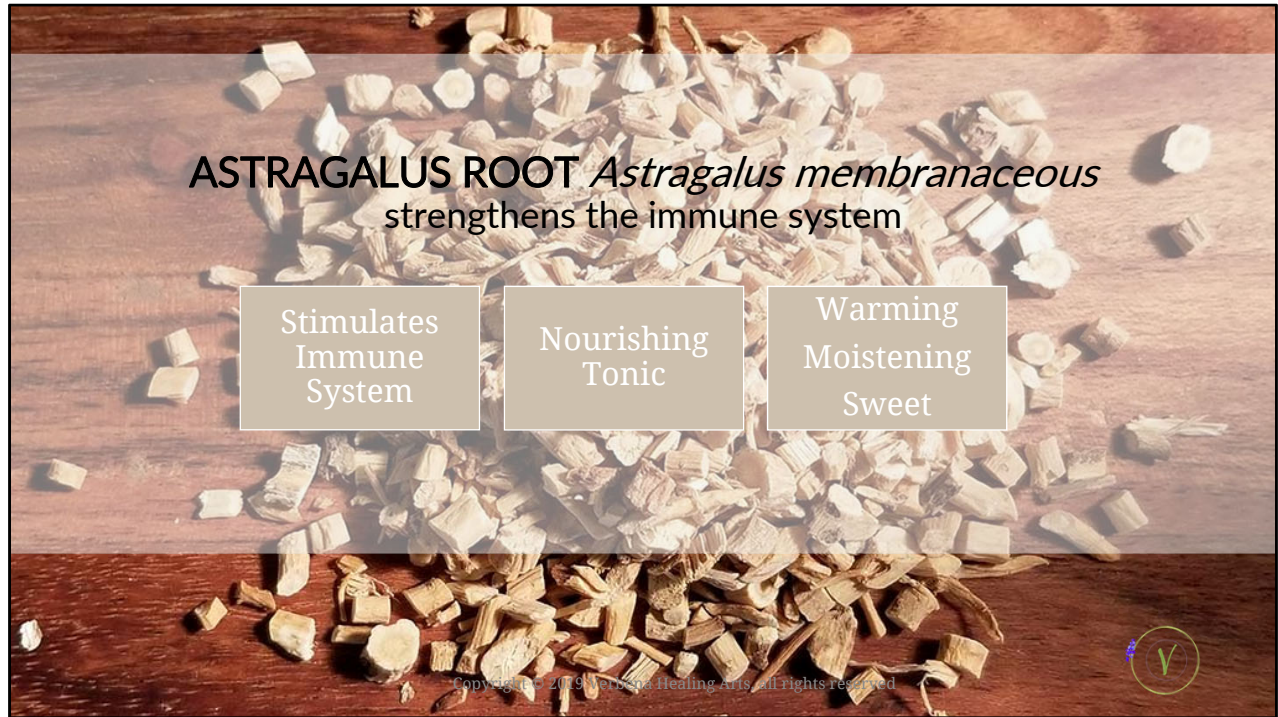 ASTRAGALUS ROOT Astragalus membranaceous
strengthens the immune system
Stimulates
Immune
System
Nourishing
Tonic
Warming
Moistening
Sweet
Copyright © 2019 Verbena Healing Arts, all rights reserved
V